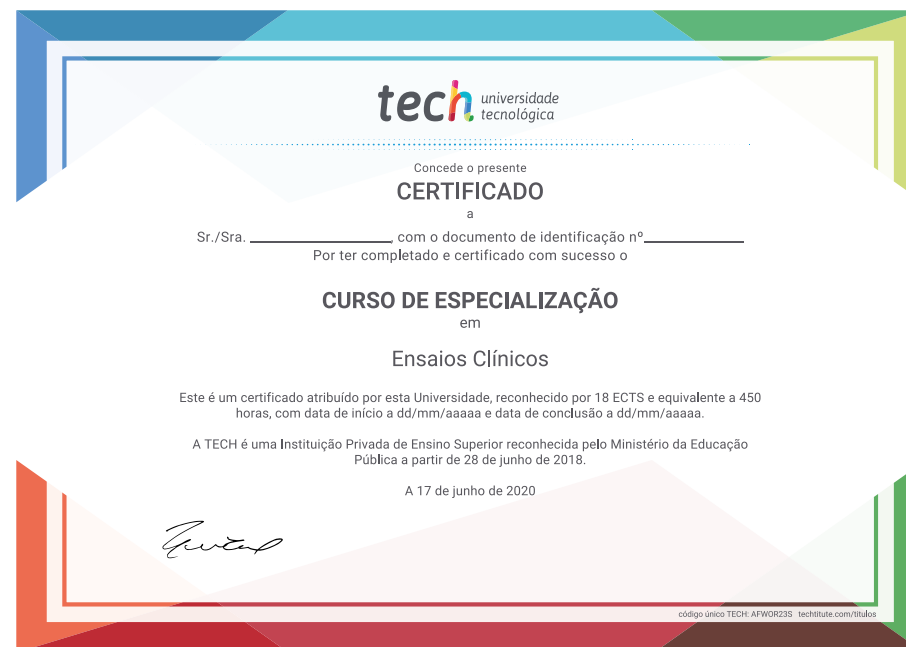 tech universidade
tecnológica
Concede o presente
CERTIFICADO
a
Sr./Sra. ________________, com o documento de identificação nº____________
Por ter completado e certificado com sucesso o
CURSO DE ESPECIALIZAÇÃO
em
Ensaios Clínicos
Este é um certificado atribuído por esta Universidade, reconhecido por 18 ECTS e equivalente a 450
horas, com data de início a dd/mm/aaaaa e data de conclusão a dd/mm/aaaaa.
A TECH é uma Instituição Privada de Ensino Superior reconhecida pelo Ministério da Educação
Pública a partir de 28 de junho de 2018.
A 17 de junho de 2020
código único TECH: AFWOR23S techtitute.com/titulos